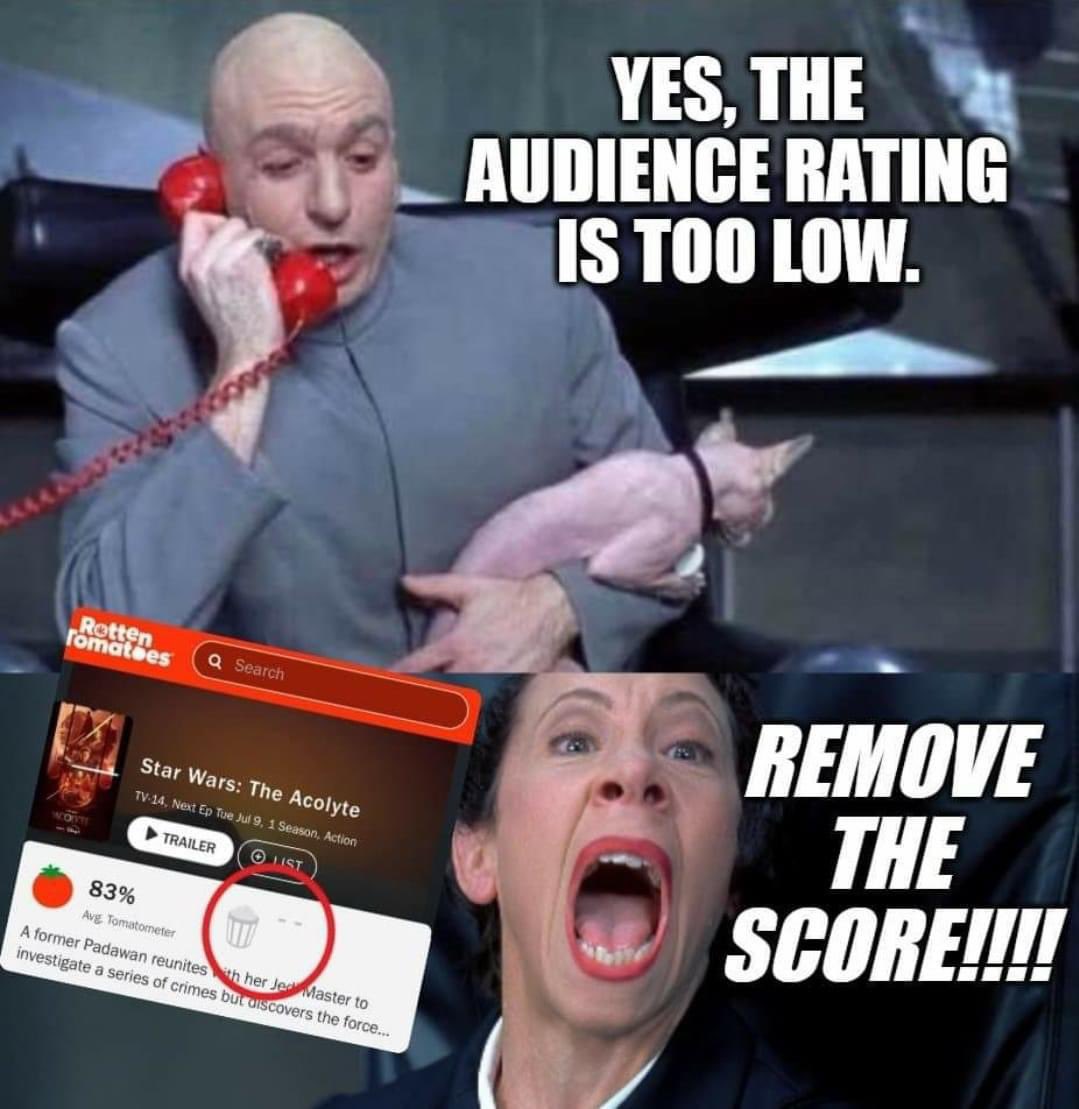 YES, THE
AUDIENCE RATING
IS TOO LOW.
Rotten
Tomatoes
Search
Star Wars: The Acolyte
TV-14, Next Ep Tue Jul 9, 1 Season, Action
TRAILER
LIST
83%
- -
Avg. Tomatometer
A former Padawan reunites with her Jedi Master to
investigate a series of crimes but discovers the force...
REMOVE
THE
SCORE!!!!